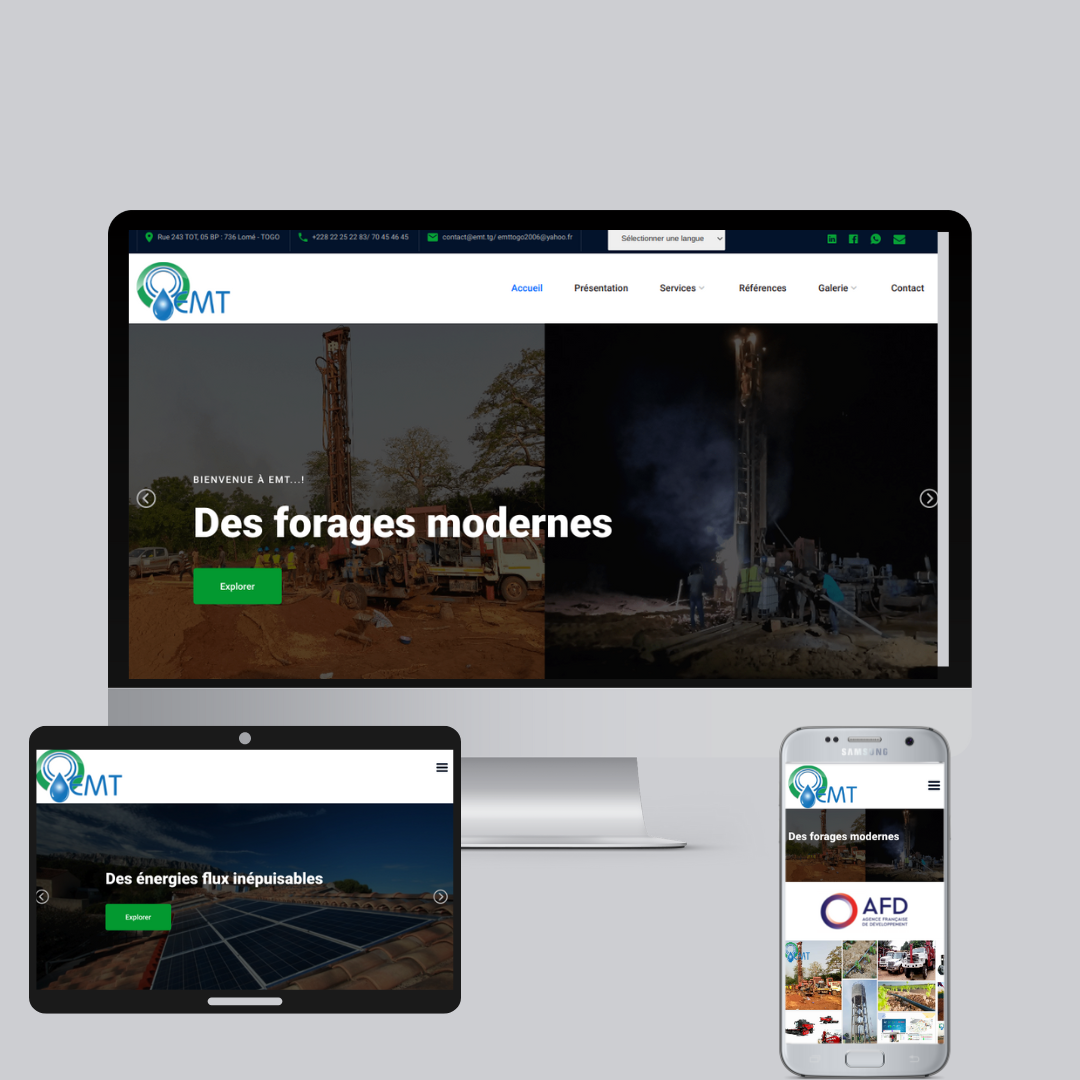 Rue 243 TOT, 05 BP : 736 Lomé - TOGO
+228 22 25 22 83/ 70 45 46 45
contact@emt.tg/ emttogo2006@yahoo.fr
Sélectionner une langue
EMT
Accueil
Présentation
Services
Références
Galerie
Contact
BIENVENUE À EMT...!
Des forages modernes
Explorer
EMT
Des énergies flux inépuisables
Explorer
SAMSUNG
EMT
Des forages modernes
AFD
AGENCE FRANÇAISE
DE DÉVELOPPEMENT
EMT